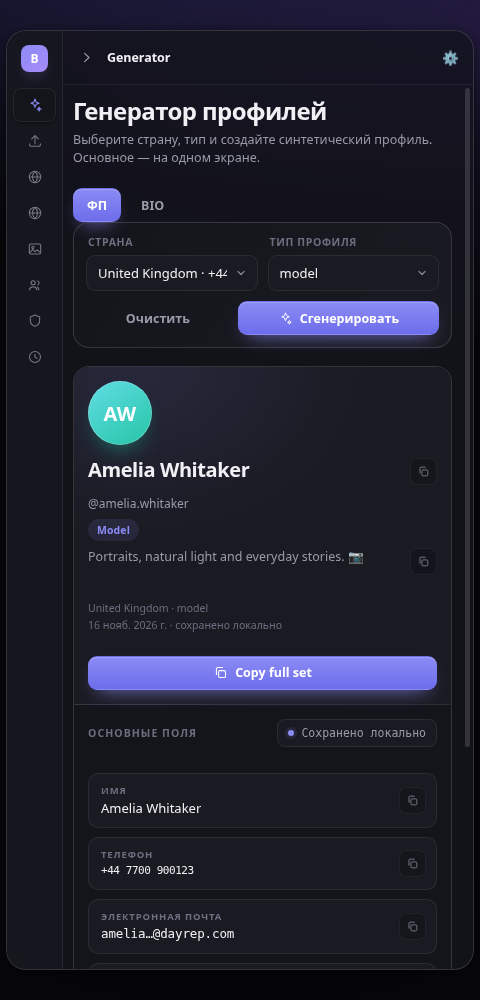 B
Generator
Генератор профилей
Выберите страну, тип и создайте синтетический профиль.
Основное — на одном экране.
ФП
BIO
СТРАНА
ТИП ПРОФИЛЯ
United Kingdom · +44
model
Очистить
Сгенерировать
AW
Amelia Whitaker
@amelia.whitaker
Model
Portraits, natural light and everyday stories. 📷
United Kingdom · model
16 нояб. 2026 г. · сохранено локально
Copy full set
ОСНОВНЫЕ ПОЛЯ
Сохранено локально
ИМЯ
Amelia Whitaker
ТЕЛЕФОН
+44 7700 900123
ЭЛЕКТРОННАЯ ПОЧТА
amelia…@dayrep.com